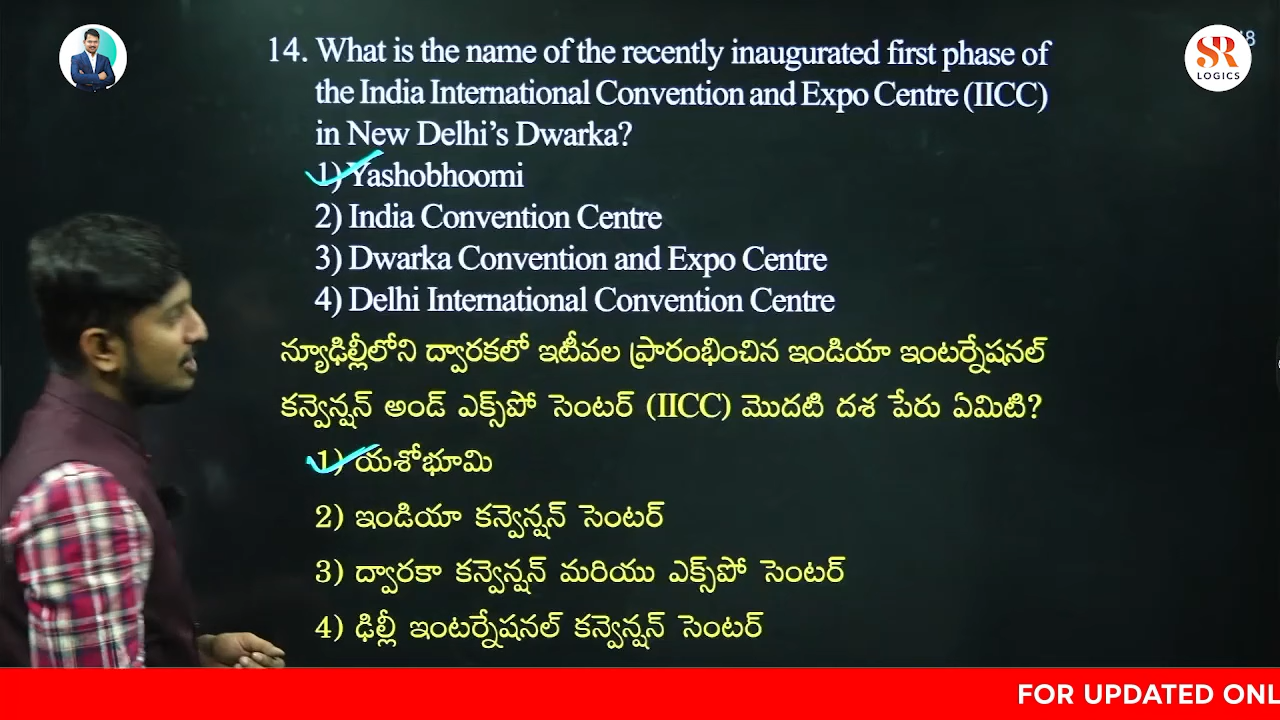 14. What is the name of the recently inaugurated first phase of
the India International Convention and Expo Centre (IICC)
in New Delhi's Dwarka?
1) Yashobhoomi
2) India Convention Centre
3) Dwarka Convention and Expo Centre
4) Delhi International Convention Centre
న్యూఢిల్లీలోని ద్వారకలో ఇటీవల ప్రారంభించిన ఇండియా ఇంటర్నేషనల్
కన్వెన్షన్ అండ్ ఎక్స్‌పో సెంటర్ (IICC) మొదటి దశ పేరు ఏమిటి?
1) యశోభూమి
2) ఇండియా కన్వెన్షన్ సెంటర్
3) ద్వారకా కన్వెన్షన్ మరియు ఎక్స్‌పో సెంటర్
4) ఢిల్లీ ఇంటర్నేషనల్ కన్వెన్షన్ సెంటర్
SR
LOGICS
FOR UPDATED ONL